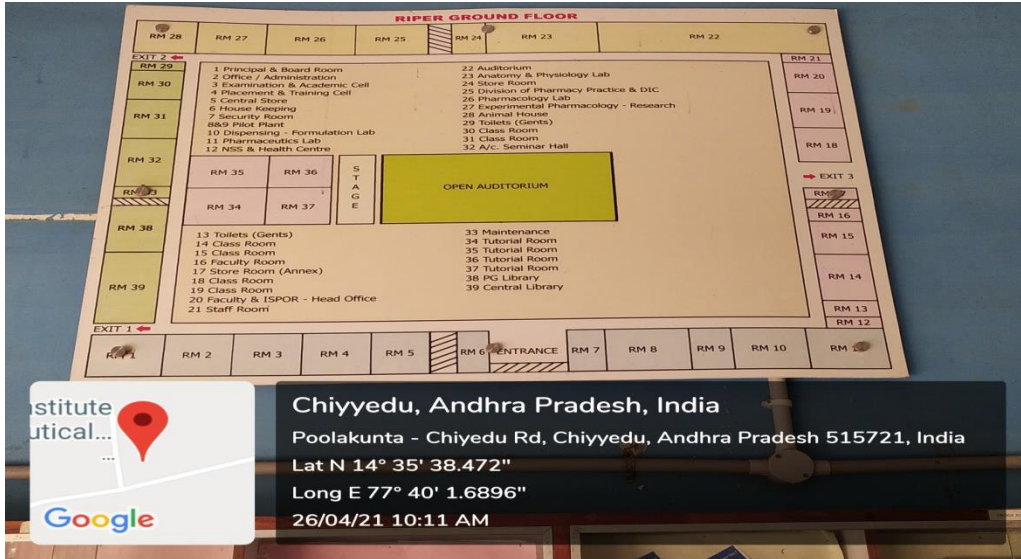 RIPER GROUND FLOOR
RM 28 RM 27 RM 26 RM 25 RM 24 RM 23 RM 22
EXIT 2
RM 29
RM 30
RM 31
RM 32
RM 38
RM 39
EXIT 1
RM 21
RM 20
RM 19
RM 18
EXIT 3
RM
RM 16
RM 15
RM 14
RM 13
RM 12
1 Principal & Board Room
2 Office / Administration
3 Examination & Academic Cell
4 Placement & Training Cell
5 Central Store
6 House Keeping
7 Security Room
8&9 Pilot Plant
10 Dispensing - Formulation Lab
11 Pharmaceutics Lab
12 NSS & Health Centre
22 Auditorium
23 Anatomy & Physiology Lab
24 Store Room
25 Division of Pharmacy Practice & DIC
26 Pharmacology Lab
27 Experimental Pharmacology - Research
28 Animal House
29 Toilets (Gents)
30 Class Room
31 Class Room
32 A/c. Seminar Hall
RM 35 RM 36
RM 34 RM 37
STAGE
OPEN AUDITORIUM
13 Toilets (Gents)
14 Class Room
15 Class Room
16 Faculty Room
17 Store Room (Annex)
18 Class Room
19 Class Room
20 Faculty & ISPOR - Head Office
21 Staff Room
33 Maintenance
34 Tutorial Room
35 Tutorial Room
36 Tutorial Room
37 Tutorial Room
38 PG Library
39 Central Library
RM 2 RM 3 RM 4 RM 5 RM 6 ENTRANCE RM 7 RM 8 RM 9 RM 10 RM
stitute
utical...
Google
Chiyyedu, Andhra Pradesh, India
Poolakunta - Chiyedu Rd, Chiyyedu, Andhra Pradesh 515721, India
Lat N 14° 35' 38.472"
Long E 77° 40' 1.6896"
26/04/21 10:11 AM